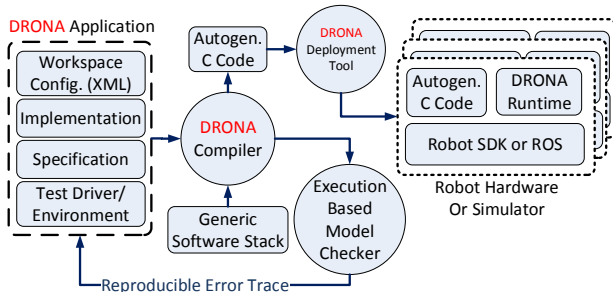 DRONA Application
Workspace
Config. (XML)
Implementation
Specification
Test Driver/
Environment
Autogen.
C Code
DRONA
Compiler
Generic
Software Stack
DRONA
Deployment
Tool
Execution
Based
Model
Checker
Autogen.
C Code
DRONA
Runtime
Robot SDK or ROS
Robot Hardware
Or Simulator
Reproducible Error Trace